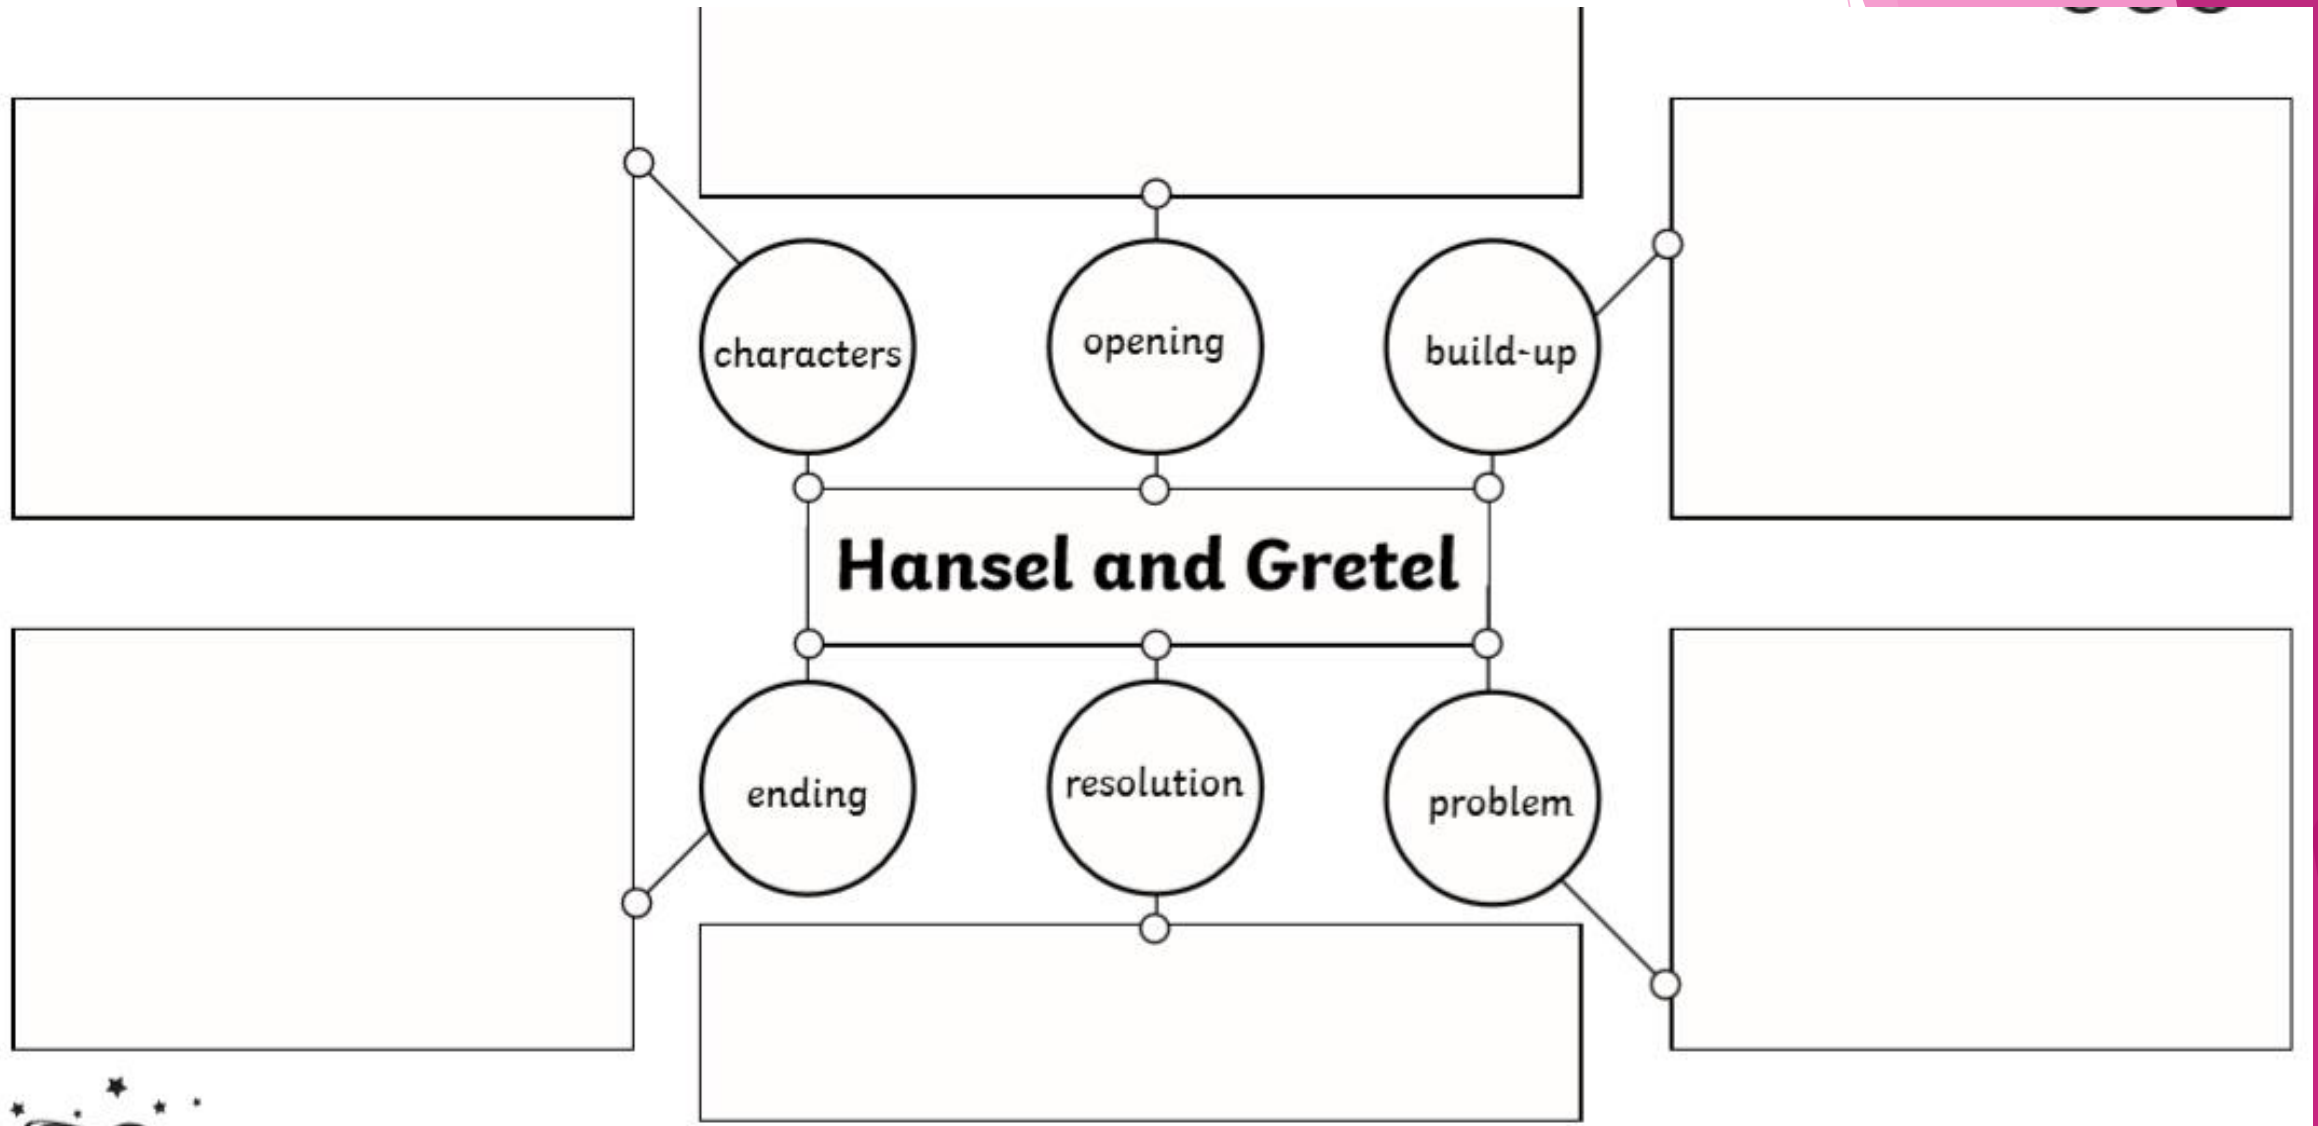 characters
opening
build-up
Hansel and Gretel
ending
resolution
problem